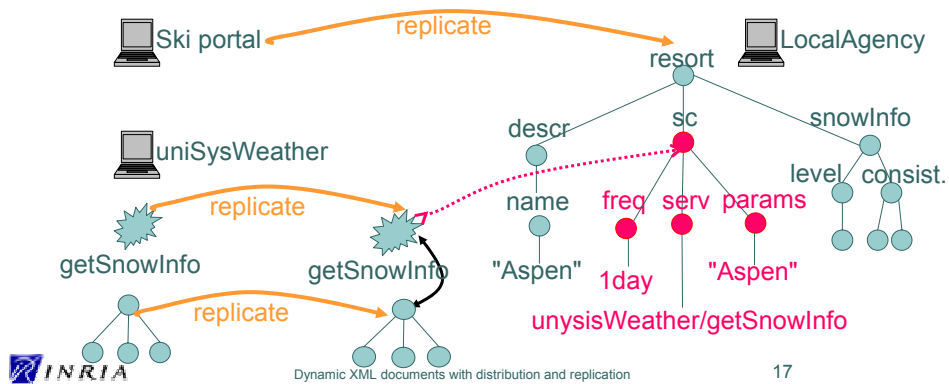 Ski portal
replicate
LocalAgency
resort
descr
sc
snowInfo
uniSysWeather
level
consist.
replicate
name
freq
serv
params
getSnowInfo
getSnowInfo
"Aspen"
1day
"Aspen"
replicate
unysisWeather/getSnowInfo
INRIA
Dynamic XML documents with distribution and replication
17